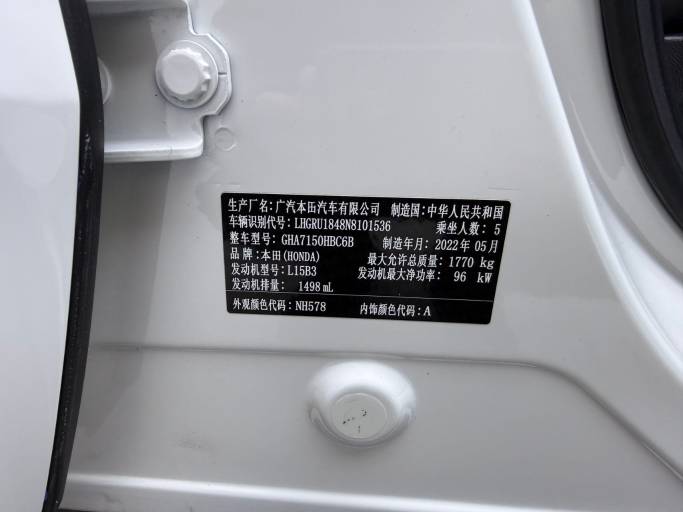 生产厂名:广汽本田汽车有限公司 制造国:中华人民共和国
车辆识别代号:LHGRU1848N8101536 乘坐人数:5
整车型号:GHA7150HBC6B 制造年月:2022年05月
品牌:本田(HONDA) 最大允许总质量:1770 kg
发动机型号:L15B3 发动机最大净功率:96 kW
发动机排量:1498 mL
外观颜色代码:NH578 内饰颜色代码:A